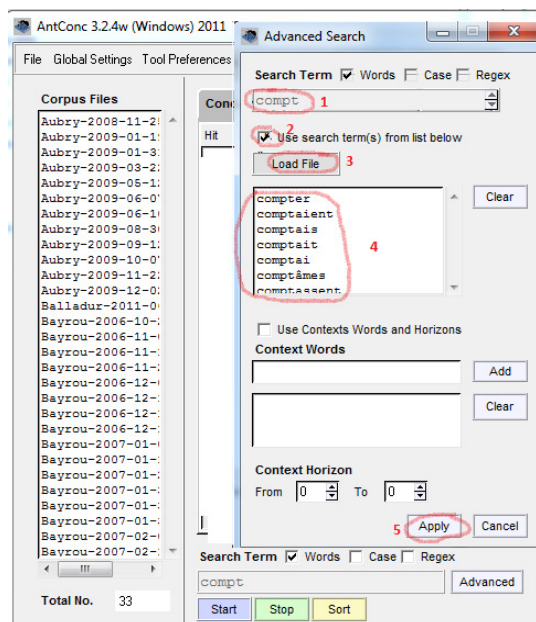 AntConc 3.2.4w (Windows) 2011
File Global Settings Tool Preferences
Corpus Files
Aubry-2008-11-2
Aubry-2009-01-1
Aubry-2009-01-3
Aubry-2009-03-2
Aubry-2009-05-1
Aubry-2009-06-0
Aubry-2009-06-1
Aubry-2009-08-3
Aubry-2009-09-1
Aubry-2009-10-0
Aubry-2009-11-2
Aubry-2009-12-0
Balladur-2011-0
Bayrou-2006-10-
Bayrou-2006-11-
Bayrou-2006-11-
Bayrou-2006-11-
Bayrou-2006-12-
Bayrou-2006-12-
Bayrou-2006-12-
Bayrou-2006-12-
Bayrou-2007-01-
Bayrou-2007-01-
Bayrou-2007-01-
Bayrou-2007-01-
Bayrou-2007-01-
Bayrou-2007-01-
Bayrou-2007-02-
Bayrou-2007-02-
Total No. 33
Conc
Hit
Advanced Search
Search Term Words Case Regex
compt 1
2
Use search term(s) from list below
Load File 3
compter
comptaient
comptais
comptait
comptai
comptâmes
comptassent
4
Clear
Use Contexts Words and Horizons
Context Words
Add
Clear
Context Horizon
From 0 To 0
5 Apply Cancel
Search Term Words Case Regex
compt Advanced
Start Stop Sort